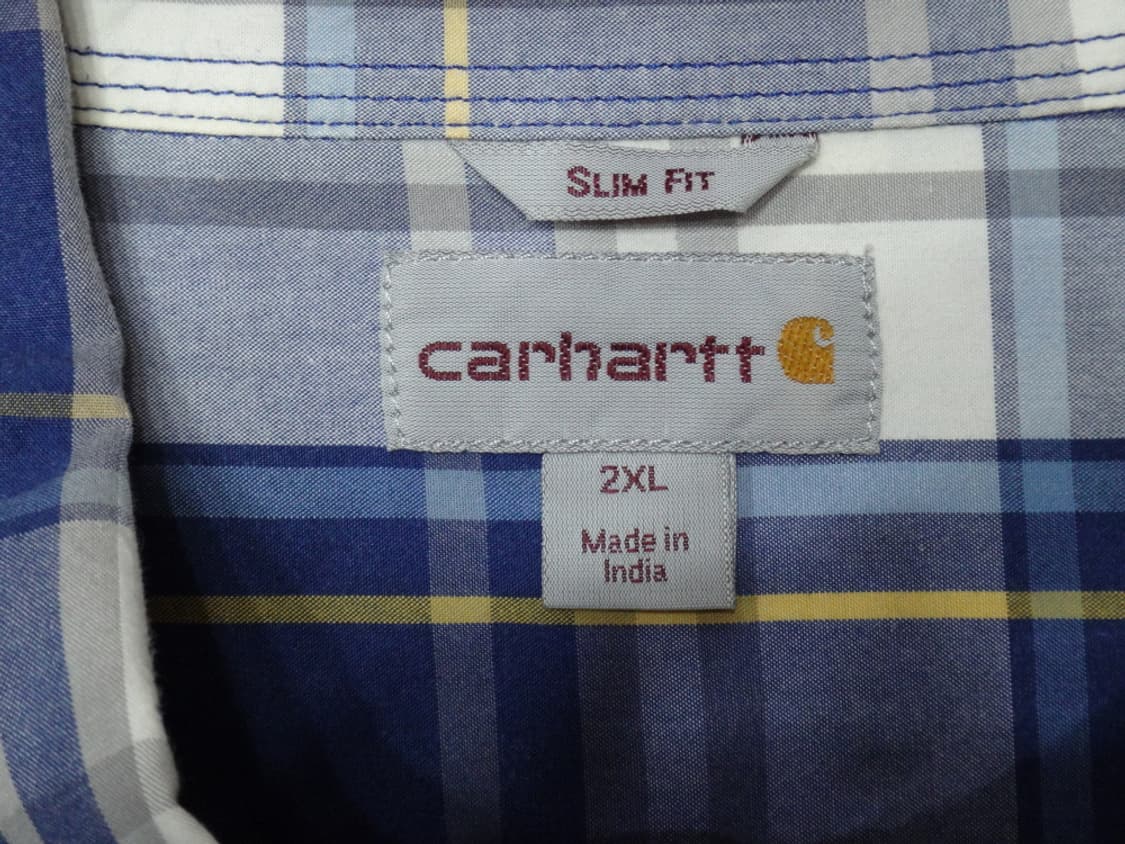 SLIM FIT
carhartt
2XL
Made in
India